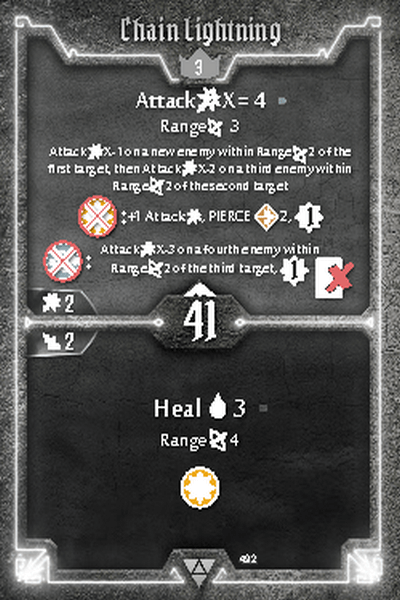 Chain Lightning
3
Attack X = 4
Range 3
Attack X-1 on a new enemy within Range 2 of the
first target, then Attack X-2 on a third enemy within
Range 2 of the second target
: +1 Attack, PIERCE 2, 1
: Attack X-3 on a fourth enemy within
Range 2 of the third target, 1
2
41
2
Heal 3
Range 4